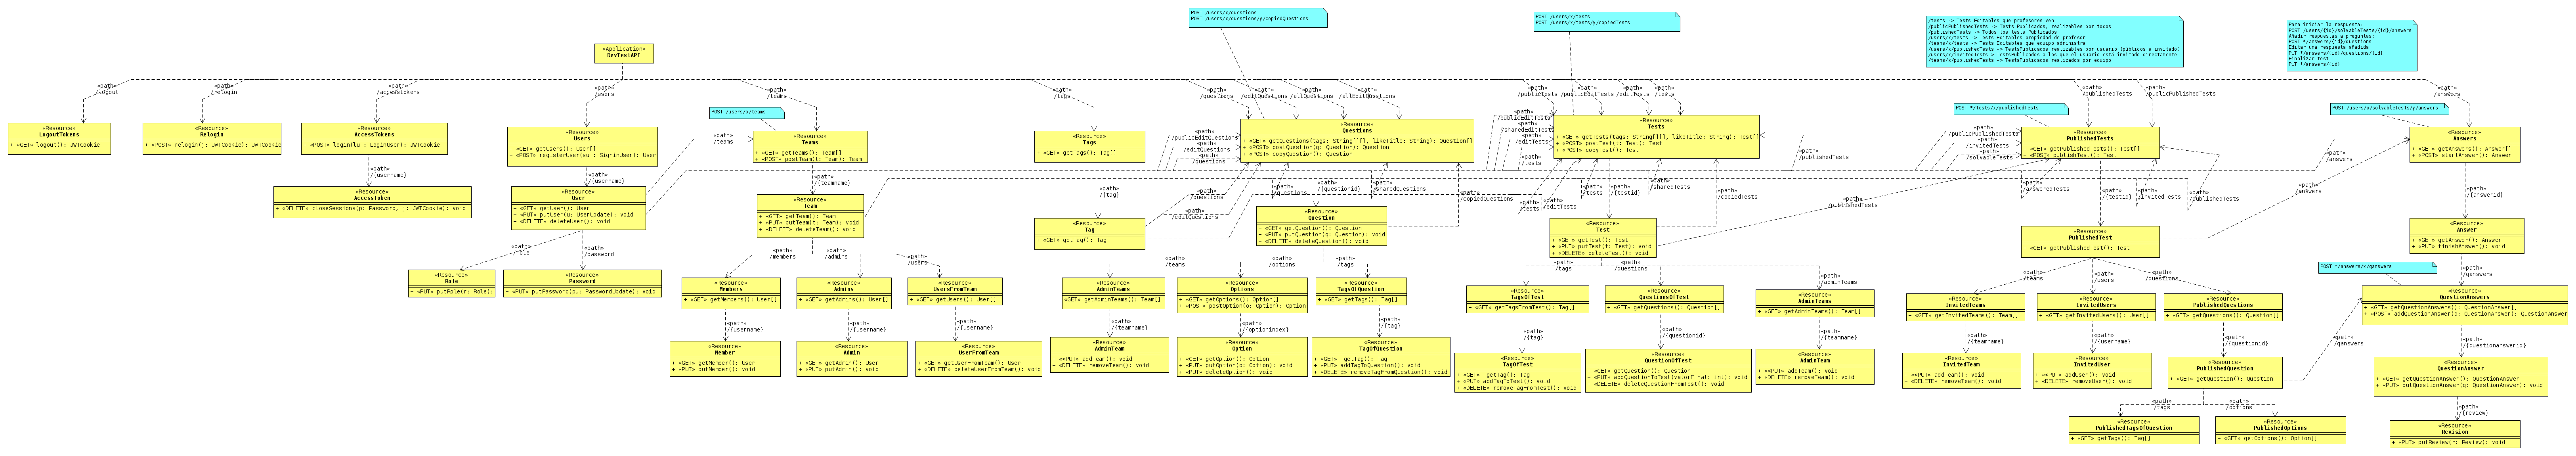 POST /users/x/questions
POST /users/x/questions/y/copiedQuestions
POST /users/x/tests
POST /users/x/tests/y/copiedTests
/tests -> Tests Editables que profesores ven
/publicPublishedTests -> Tests Publicados, realizables por todos
/publishedTests -> Todos los tests Publicados
/users/x/tests -> Tests Editables propiedad de profesor
/teams/x/tests -> Tests Editables que equipo administra
/users/x/publishedTests -> TestsPublicados realizables por usuario (públicos e invitado)
/users/x/invitedTests -> TestsPublicados a los que el usuario está invitado directamente
/teams/x/publishedTests -> TestsPublicados realizados por equipo
Para iniciar la respuesta:
POST /users/{id}/solvableTests/{id}/answers
Añadir respuestas a preguntas:
POST */answers/{id}/questions
Editar una respuesta añadida
PUT */answers/{id}/questions/{id}
Finalizar test:
PUT */answers/{id}
«Application»
DevTestAPI
«path»
/logout
«path»
/relogin
«path»
/accesstokens
«path»
/users
«path»
/teams
«path»
/tags
«path»
/questions
«path»
/editQuestions
«path»
/allQuestions
«path»
/allEditQuestions
«path»
/publicTests
«path»
/publicEditTests
«path»
/editTests
«path»
/tests
«path»
/publishedTests
«path»
/publicPublishedTests
«path»
/answers
POST /users/x/teams
POST */tests/x/publishedTests
POST /users/x/solvableTests/y/answers
«Resource»
LogoutTokens
+ «GET» logout(): JWTCookie
«Resource»
Relogin
+ «POST» relogin(j: JWTCookie): JWTCookie
«Resource»
AccessTokens
+ «POST» login(lu : LoginUser): JWTCookie
«Resource»
Users
+ «GET» getUsers(): User[]
+ «POST» registerUser(su : SigninUser): User
«path»
/teams
«Resource»
Teams
+ «GET» getTeams(): Team[]
+ «POST» postTeam(t: Team): Team
«Resource»
Tags
+ «GET» getTags(): Tag[]
«path»
/publicEditQuestions
«path»
/editQuestions
«path»
/questions
«Resource»
Questions
+ «GET» getQuestions(tags: String[][], likeTitle: String): Question[]
+ «POST» postQuestion(q: Question): Question
+ «POST» copyQuestion(): Question
«path»
/publicEditTests
«path»
/sharedEditTests
«path»
/editTests
«path»
/tests
«Resource»
Tests
+ «GET» getTests(tags: String[][], likeTitle: String): Test[]
+ «POST» postTest(t: Test): Test
+ «POST» copyTest(): Test
«path»
/publishedTests
«path»
/publicPublishedTests
«path»
/invitedTests
«path»
/solvableTests
«Resource»
PublishedTests
+ «GET» getPublishedTests(): Test[]
+ «POST» publishTest(): Test
«path»
/answers
«Resource»
Answers
+ «GET» getAnswers(): Answer[]
+ «POST» startAnswer(): Answer
«path»
/{username}
«Resource»
AccessToken
+ «DELETE» closeSessions(p: Password, j: JWTCookie): void
«path»
/{username}
«Resource»
User
+ «GET» getUser(): User
+ «PUT» putUser(u: UserUpdate): void
+ «DELETE» deleteUser(): void
«path»
/{teamname}
«Resource»
Team
+ «GET» getTeam(): Team
+ «PUT» putTeam(t: Team): void
+ «DELETE» deleteTeam(): void
«path»
/{tag}
«Resource»
Tag
+ «GET» getTag(): Tag
«path»
/questions
«path»
/editQuestions
«path»
/questions
«path»
/{questionid}
«path»
/sharedQuestions
«path»
/copiedQuestions
«Resource»
Question
+ «GET» getQuestion(): Question
+ «PUT» putQuestion(q: Question): void
+ «DELETE» deleteQuestion(): void
«path»
/tests
«path»
/editTests
«path»
/tests
«path»
/{testid}
«path»
/sharedTests
«path»
/copiedTests
«Resource»
Test
+ «GET» getTest(): Test
+ «PUT» putTest(t: Test): void
+ «DELETE» deleteTest(): void
«path»
/publishedTests
«path»
/answeredTests
«path»
/{testid}
«path»
/invitedTests
«path»
/publishedTests
«Resource»
PublishedTest
+ «GET» getPublishedTest(): Test
«path»
/answers
«path»
/{answerid}
«Resource»
Answer
+ «GET» getAnswer(): Answer
+ «PUT» finishAnswer(): void
«path»
/role
«Resource»
Role
+ «PUT» putRole(r: Role):
«path»
/password
«Resource»
Password
+ «PUT» putPassword(pu: PasswordUpdate): void
«path»
/members
«Resource»
Members
+ «GET» getMembers(): User[]
«path»
/admins
«Resource»
Admins
+ «GET» getAdmins(): User[]
«path»
/users
«Resource»
UsersFromTeam
+ «GET» getUsers(): User[]
«path»
/teams
«Resource»
AdminTeams
«GET» getAdminTeams(): Team[]
«path»
/options
«Resource»
Options
+ «GET» getOptions(): Option[]
+ «POST» postOption(o: Option): Option
«path»
/tags
«Resource»
TagsOfQuestion
+ «GET» getTags(): Tag[]
«path»
/tags
«Resource»
TagsOfTest
+ «GET» getTagsFromTest(): Tag[]
«path»
/questions
«Resource»
QuestionsOfTest
+ «GET» getQuestions(): Question[]
«path»
/adminTeams
«Resource»
AdminTeams
+ «GET» getAdminTeams(): Team[]
«path»
/teams
«Resource»
InvitedTeams
+ «GET» getInvitedTeams(): Team[]
«path»
/users
«Resource»
InvitedUsers
+ «GET» getInvitedUsers(): User[]
«path»
/questions
«Resource»
PublishedQuestions
+ «GET» getQuestions(): Question[]
POST */answers/x/qanswers
«path»
/qanswers
«Resource»
QuestionAnswers
+ «GET» getQuestionAnswers(): QuestionAnswer[]
+ «POST» addQuestionAnswer(q: QuestionAnswer): QuestionAnswer
«path»
/{username}
«Resource»
Member
+ «GET» getMember(): User
+ «PUT» putMember(): void
«path»
/{username}
«Resource»
Admin
+ «GET» getAdmin(): User
+ «PUT» putAdmin(): void
«path»
/{username}
«Resource»
UserFromTeam
+ «GET» getUserFromTeam(): User
+ «DELETE» deleteUserFromTeam(): void
«path»
/{teamname}
«Resource»
AdminTeam
+ «<PUT» addTeam(): void
+ «DELETE» removeTeam(): void
«path»
/{optionindex}
«Resource»
Option
+ «GET» getOption(): Option
+ «PUT» putOption(o: Option): void
+ «PUT» deleteOption(): void
«path»
/{tag}
«Resource»
TagOfQuestion
+ «GET»  getTag(): Tag
+ «PUT» addTagToQuestion(): void
+ «DELETE» removeTagFromQuestion(): void
«path»
/{tag}
«Resource»
TagOfTest
+ «GET»  getTag(): Tag
+ «PUT» addTagToTest(): void
+ «DELETE» removeTagFromTest(): void
«path»
/{questionid}
«Resource»
QuestionOfTest
+ «GET» getQuestion(): Question
+ «PUT» addQuestionToTest(valorFinal: int): void
+ «DELETE» deleteQuestionFromTest(): void
«path»
/{teamname}
«Resource»
AdminTeam
+ «<PUT» addTeam(): void
+ «DELETE» removeTeam(): void
«path»
/{teamname}
«Resource»
InvitedTeam
+ «<PUT» addTeam(): void
+ «DELETE» removeTeam(): void
«path»
/{username}
«Resource»
InvitedUser
+ «<PUT» addUser(): void
+ «DELETE» removeUser(): void
«path»
/{questionid}
«Resource»
PublishedQuestion
+ «GET» getQuestion(): Question
«path»
/qanswers
«path»
/{questionanswerid}
«Resource»
QuestionAnswer
+ «GET» getQuestionAnswer(): QuestionAnswer
+ «PUT» putQuestionAnswer(q: QuestionAnswer): void
«path»
/tags
«Resource»
PublishedTagsOfQuestion
+ «GET» getTags(): Tag[]
«path»
/options
«Resource»
PublishedOptions
+ «GET» getOptions(): Option[]
«path»
/{review}
«Resource»
Revision
+ «PUT» putReview(r: Review): void